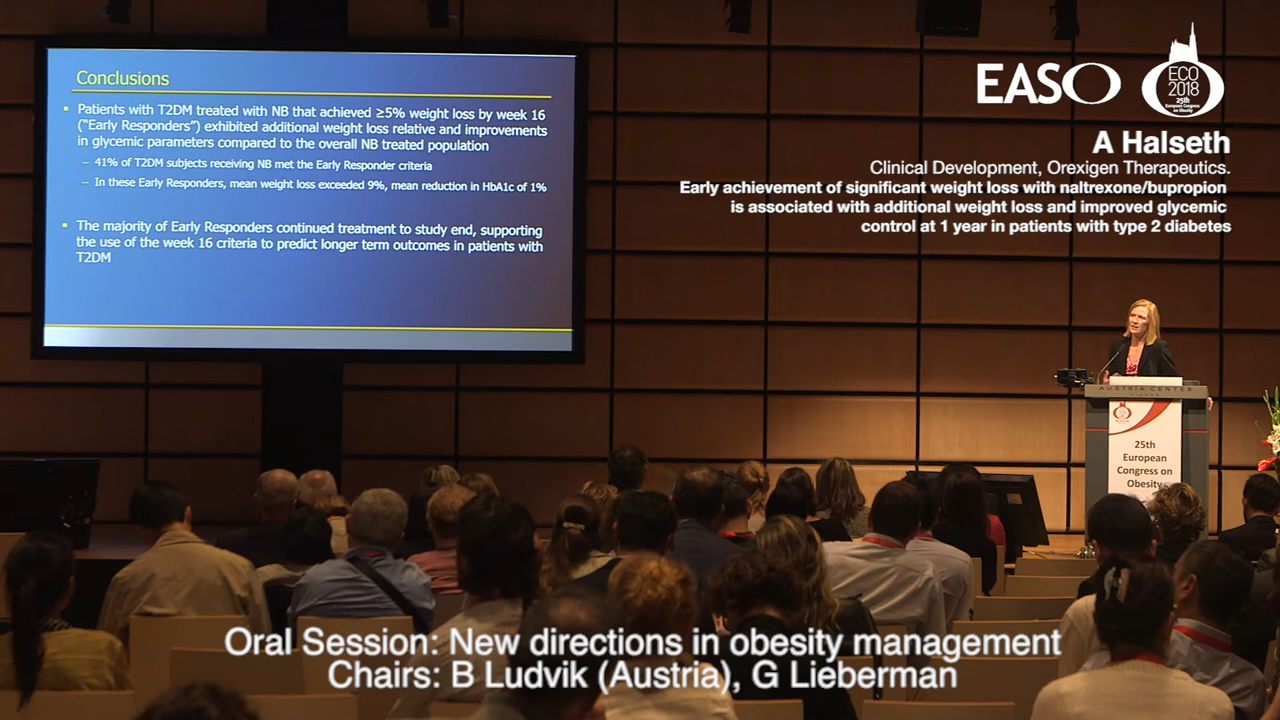 Conclusions
▪ Patients with T2DM treated with NB that achieved ≥5% weight loss by week 16
("Early Responders") exhibited additional weight loss relative and improvements
in glycemic parameters compared to the overall NB treated population
– 41% of T2DM subjects receiving NB met the Early Responder criteria
– In these Early Responders, mean weight loss exceeded 9%, mean reduction in HbA1c of 1%
▪ The majority of Early Responders continued treatment to study end, supporting
the use of the week 16 criteria to predict longer term outcomes in patients with
T2DM
EASO
ECO
2018
25th
European Congress
on Obesity
A Halseth
Clinical Development, Orexigen Therapeutics.
Early achievement of significant weight loss with naltrexone/bupropion
is associated with additional weight loss and improved glycemic
control at 1 year in patients with type 2 diabetes
AUSTRIA CENTER
25th
European
Congress on
Obesity
Oral Session: New directions in obesity management
Chairs: B Ludvik (Austria), G Lieberman